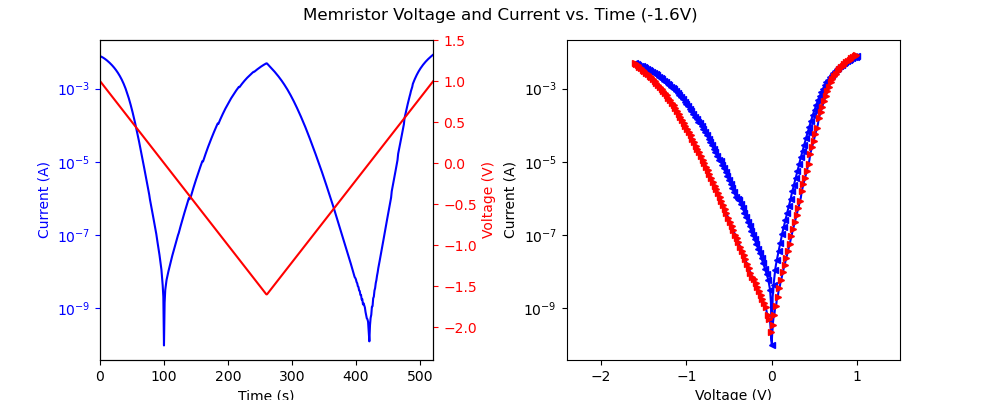 Memristor Voltage and Current vs. Time (-1.6V)
Current (A)
10⁻³
10⁻⁵
10⁻⁷
10⁻⁹
0 100 200 300 400 500
Time (s)
1.5
1.0
0.5
0.0
−0.5
−1.0
−1.5
−2.0
Voltage (V)
Current (A)
10⁻³
10⁻⁵
10⁻⁷
10⁻⁹
−2 −1 0 1
Voltage (V)